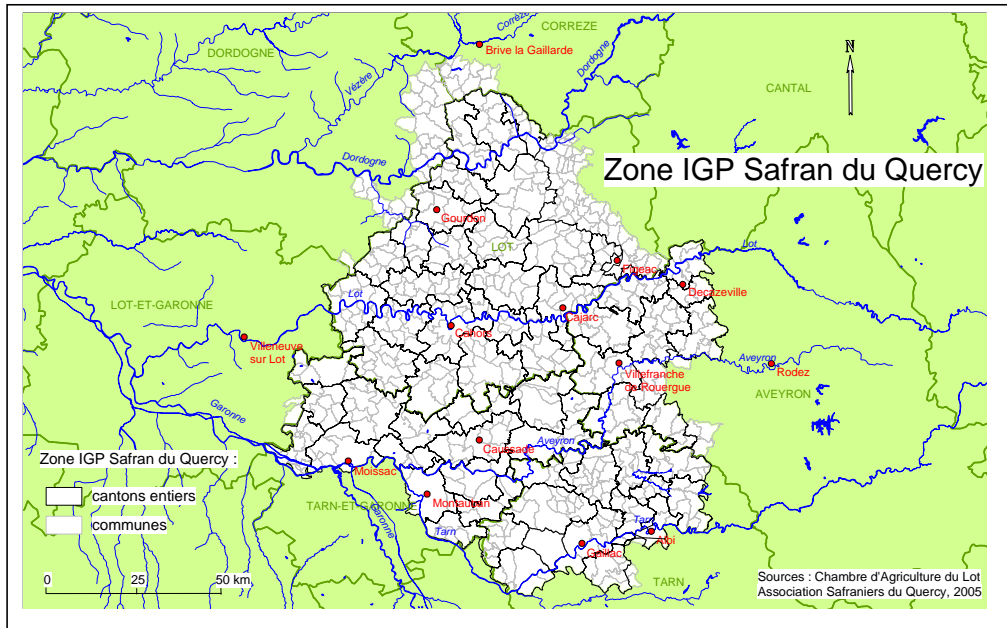 CORREZE
Corrèze
Brive la Gaillarde
DORDOGNE
Vézère
Dordogne
N
CANTAL
Dordogne
Zone IGP Safran du Quercy
Gourdon
LOT
Figeac
Llot
Decazeville
LOT-ET-GARONNE
Lot
Cajarc
Cahors
Villeneuve
sur Lot
Aveyron
Villefranche
de Rouergue
Rodez
AVEYRON
Garonne
Caussade
Aveyron
Zone IGP Safran du Quercy :
Moissac
cantons entiers
Montauban
TARN-ET-GARONNE
Garonne
communes
Tarn
Tarn
Albi
Gaillac
0 25 50 km
TARN
Sources : Chambre d'Agriculture du Lot
Association Safraniers du Quercy, 2005